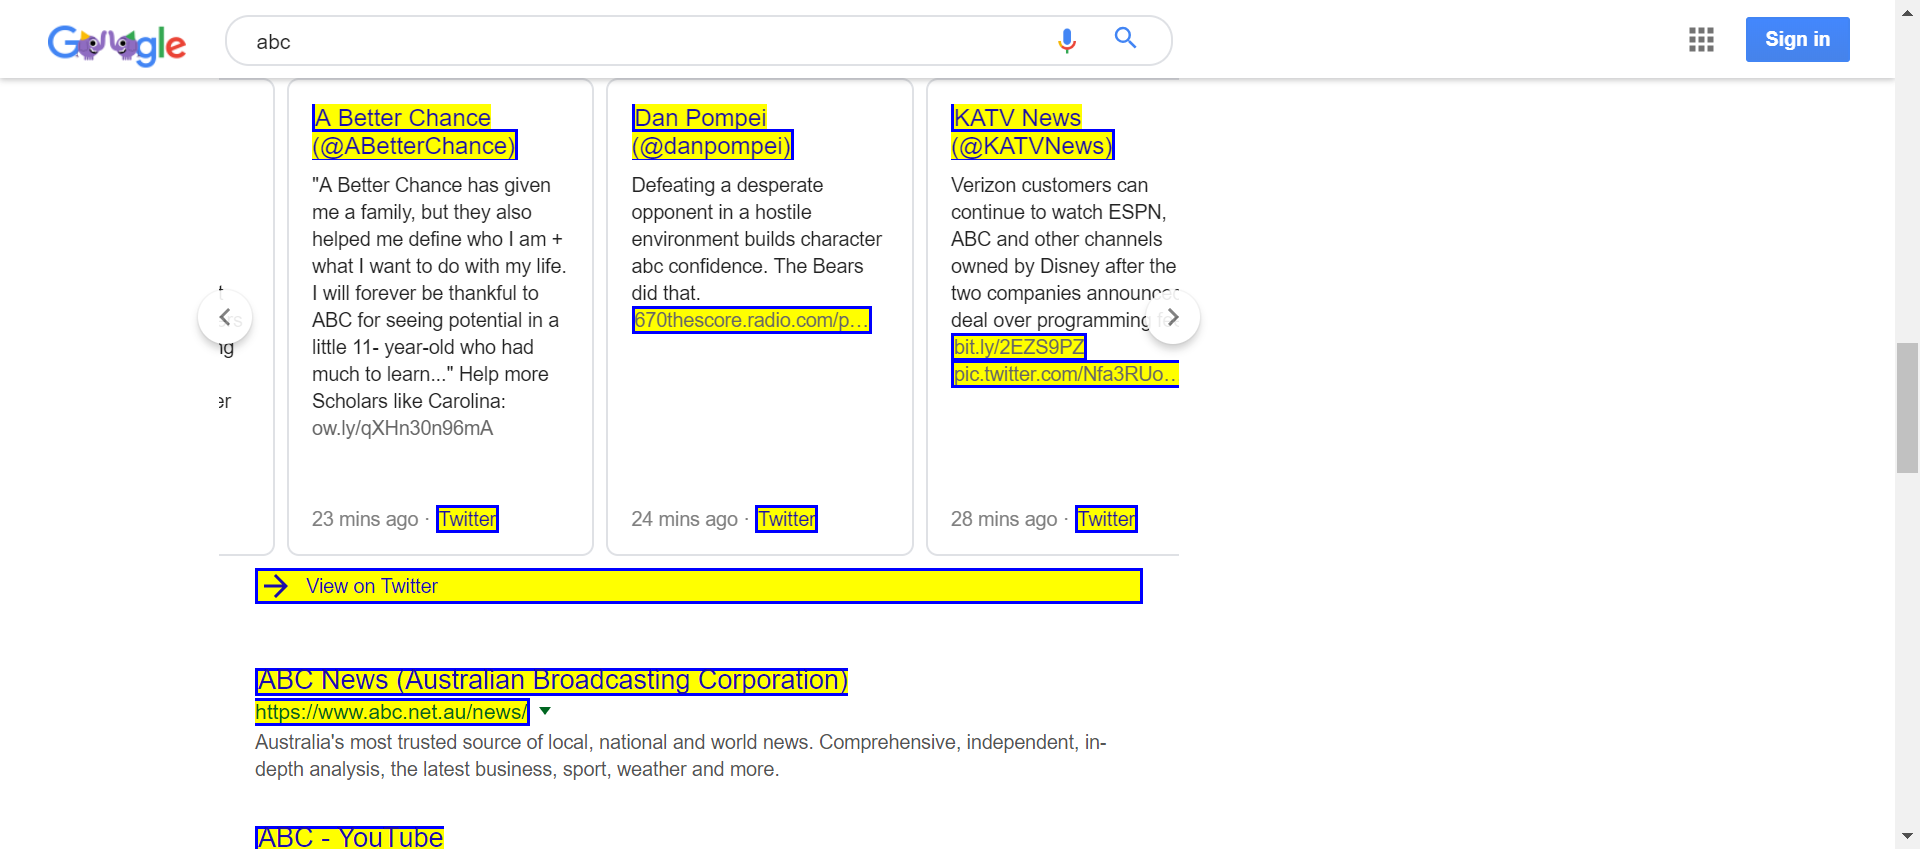 Google
abc
Sign in
A Better Chance
(@ABetterChance)
"A Better Chance has given
me a family, but they also
helped me define who I am +
what I want to do with my life.
I will forever be thankful to
ABC for seeing potential in a
little 11- year-old who had
much to learn..." Help more
Scholars like Carolina:
ow.ly/qXHn30n96mA
23 mins ago · Twitter
Dan Pompei
(@danpompei)
Defeating a desperate
opponent in a hostile
environment builds character
abc confidence. The Bears
did that.
670thescore.radio.com/p...
24 mins ago · Twitter
KATV News
(@KATVNews)
Verizon customers can
continue to watch ESPN,
ABC and other channels
owned by Disney after the
two companies announced
deal over programming
bit.ly/2EZS9PZ
pic.twitter.com/Nfa3RUo..
28 mins ago · Twitter
View on Twitter
ABC News (Australian Broadcasting Corporation)
https://www.abc.net.au/news/
Australia's most trusted source of local, national and world news. Comprehensive, independent, in-
depth analysis, the latest business, sport, weather and more.
ABC - YouTube